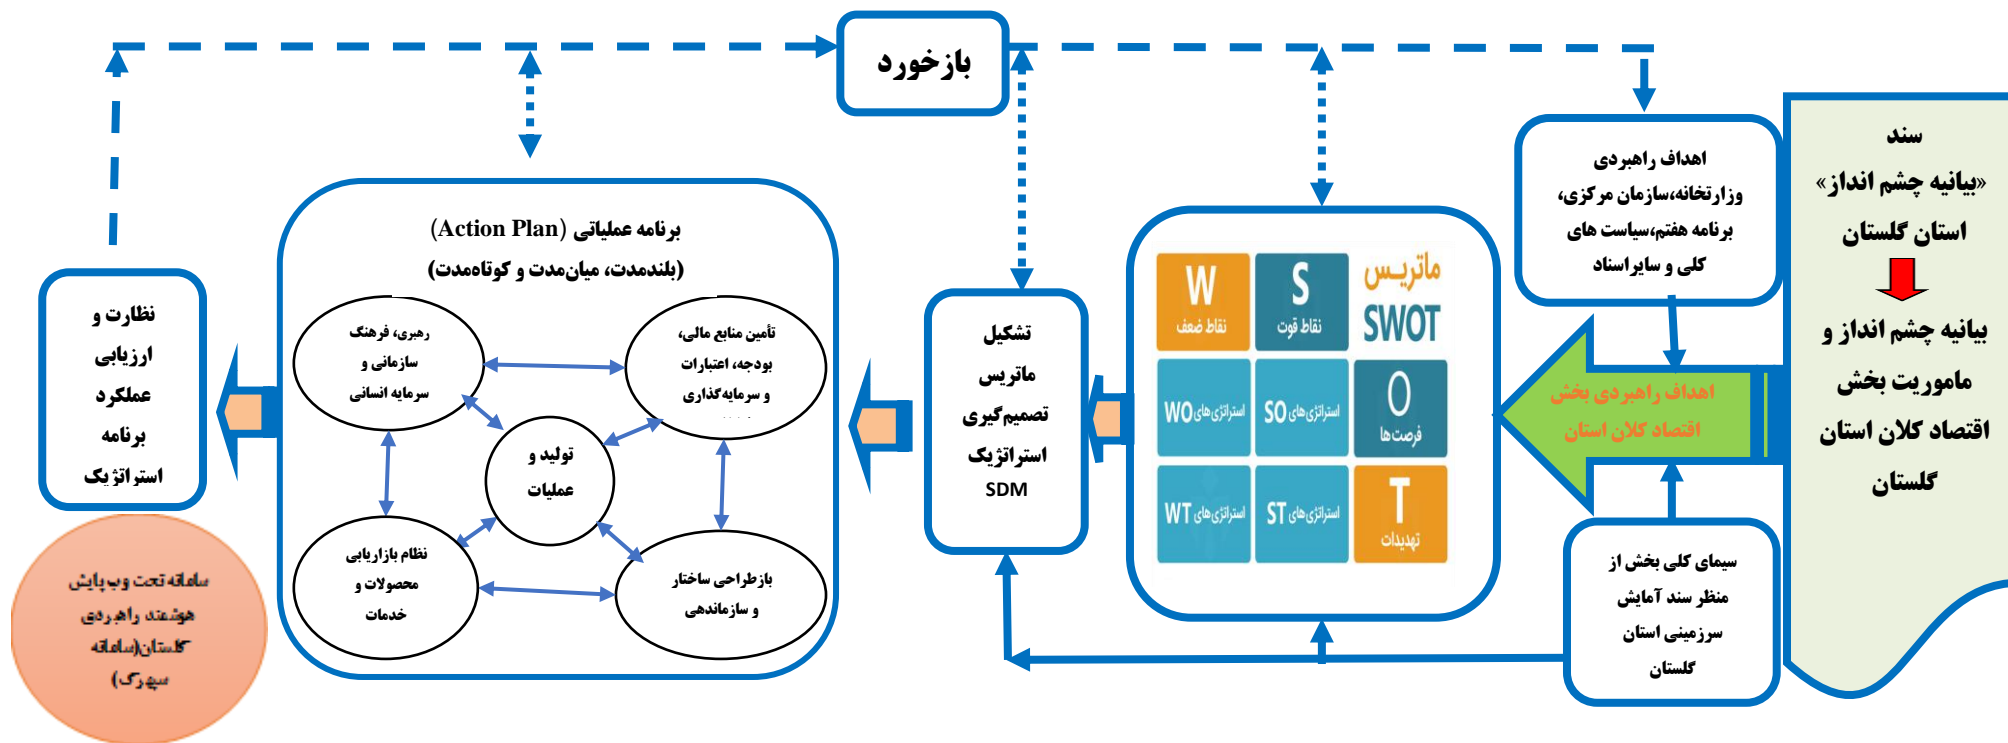 بازخورد
سند
«بیانیه چشم انداز»
استان گلستان
بیانیه چشم انداز و
ماموریت بخش
اقتصاد کلان استان
گلستان
اهداف راهبردی
وزارتخانه،سازمان مرکزی،
برنامه هفتم،سیاست های
کلی و سایراسناد
اهداف راهبردی بخش
اقتصاد کلان استان
سیمای کلی بخش از
منظر سند آمایش
سرزمینی استان
گلستان
ماتریس
SWOT
S
نقاط قوت
W
نقاط ضعف
O
فرصت‌ها
استراتژی‌های SO
استراتژی‌های WO
T
تهدیدات
استراتژی‌های ST
استراتژی‌های WT
تشکیل
ماتریس
تصمیم‌گیری
استراتژیک
SDM
برنامه عملیاتی (Action Plan)
(بلندمدت، میان‌مدت و کوتاه‌مدت)
تأمین منابع مالی،
بودجه، اعتبارات
و سرمایه‌گذاری
رهبری، فرهنگ
سازمانی و
سرمایه انسانی
تولید و
عملیات
بازطراحی ساختار
و سازماندهی
نظام بازاریابی
محصولات و
خدمات
نظارت و
ارزیابی
عملکرد
برنامه
استراتژیک
سامانه تحت وب پایش
هوشمند راهبردی
گلستان(سامانه
سپهرک)